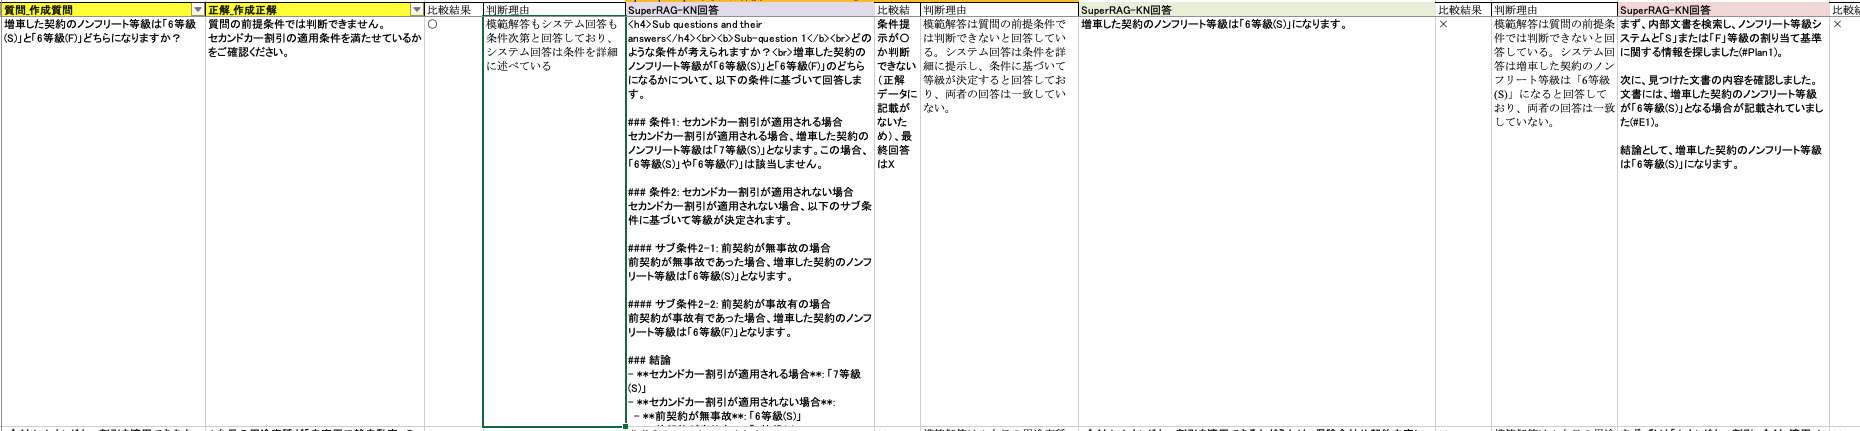 質問_作成質問
増車した契約のノンフリート等級は「6等級
(S)」と「6等級(F)」どちらになりますか？
正解_作成正解
質問の前提条件では判断できません。
セカンドカー割引の適用条件を満たせているか
をご確認ください。
比較結果
〇
判断理由
模範解答もシステム回答も
条件次第と回答しており、
システム回答は条件を詳細
に述べている
SuperRAG-KN回答
<h4>Sub questions and their
answers</h4><br><b>Sub-question 1</b><br>どの
ような条件が考えられますか？<br>増車した契約の
ノンフリート等級が「6等級(S)」と「6等級(F)」のどちら
になるかについて、以下の条件に基づいて回答しま
す。
### 条件1: セカンドカー割引が適用される場合
セカンドカー割引が適用される場合、増車した契約の
ノンフリート等級は「7等級(S)」となります。この場合、
「6等級(S)」や「6等級(F)」は該当しません。
### 条件2: セカンドカー割引が適用されない場合
セカンドカー割引が適用されない場合、以下のサブ条
件に基づいて等級が決定されます。
#### サブ条件2-1: 前契約が無事故の場合
前契約が無事故であった場合、増車した契約のノンフ
リート等級は「6等級(S)」となります。
#### サブ条件2-2: 前契約が事故有の場合
前契約が事故有であった場合、増車した契約のノンフ
リート等級は「6等級(F)」となります。
### 結論
- **セカンドカー割引が適用される場合**: 「7等級
(S)」
- **セカンドカー割引が適用されない場合**:
- **前契約が無事故**: 「6等級(S)」
比較結
条件提
示が〇
か判断
できない
（正解
データに
記載が
ないた
め）、最
終回答
はX
判断理由
模範解答は質問の前提条件で
は判断できないと回答してい
る。システム回答は条件を詳
細に提示し、条件に基づいて
等級が決定すると回答してお
り、両者の回答は一致してい
ない。
SuperRAG-KN回答
増車した契約のノンフリート等級は「6等級(S)」になります。
比較結果
×
判断理由
模範解答は質問の前提条
件では判断できないと回
答している。システム回
答は増車した契約のノン
フリート等級は「6等級
(S)」になると回答して
おり、両者の回答は一致
していない。
SuperRAG-KN回答
まず、内部文書を検索し、ノンフリート等級シ
ステムと「S」または「F」等級の割り当て基準
に関する情報を探しました(#Plan1)。
次に、見つけた文書の内容を確認しました。
文書には、増車した契約のノンフリート等級
が「6等級(S)」となる場合が記載されていまし
た(#E1)。
結論として、増車した契約のノンフリート等級
は「6等級(S)」になります。
×